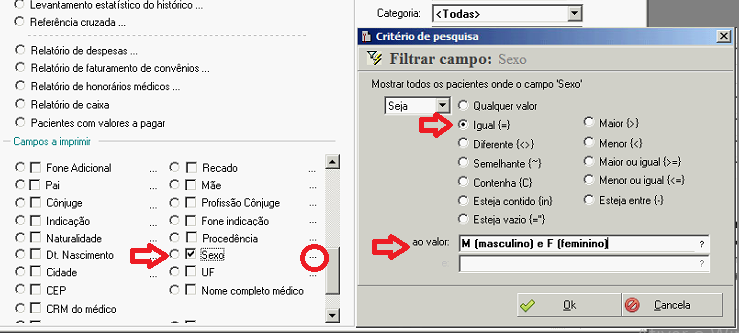 Levantamento estatístico do histórico ...
Referência cruzada ...
Relatório de despesas ...
Relatório de faturamento de convênios ...
Relatório de honorários médicos ...
Relatório de caixa
Pacientes com valores a pagar
Campos a imprimir
Fone Adicional ...
Recado ...
Pai ...
Mãe ...
Cônjuge ...
Profissão Cônjuge ...
Indicação ...
Fone indicação ...
Naturalidade ...
Procedência ...
Dt. Nascimento ...
Sexo ...
Cidade ...
UF ...
CEP
Nome completo médico
CRM do médico
Categoria: <Todas>
Critério de pesquisa
Filtrar campo: Sexo
Mostrar todos os pacientes onde o campo 'Sexo'
Seja
Qualquer valor
Igual {=}
Maior {>}
Diferente {<>}
Menor {<}
Semelhante {~}
Maior ou igual {>=}
Contenha {C}
Menor ou igual {<=}
Esteja contido {in}
Esteja entre {-}
Esteja vazio {=''}
ao valor: M (masculino) e F (feminino) ?
e ?
Ok
Cancela